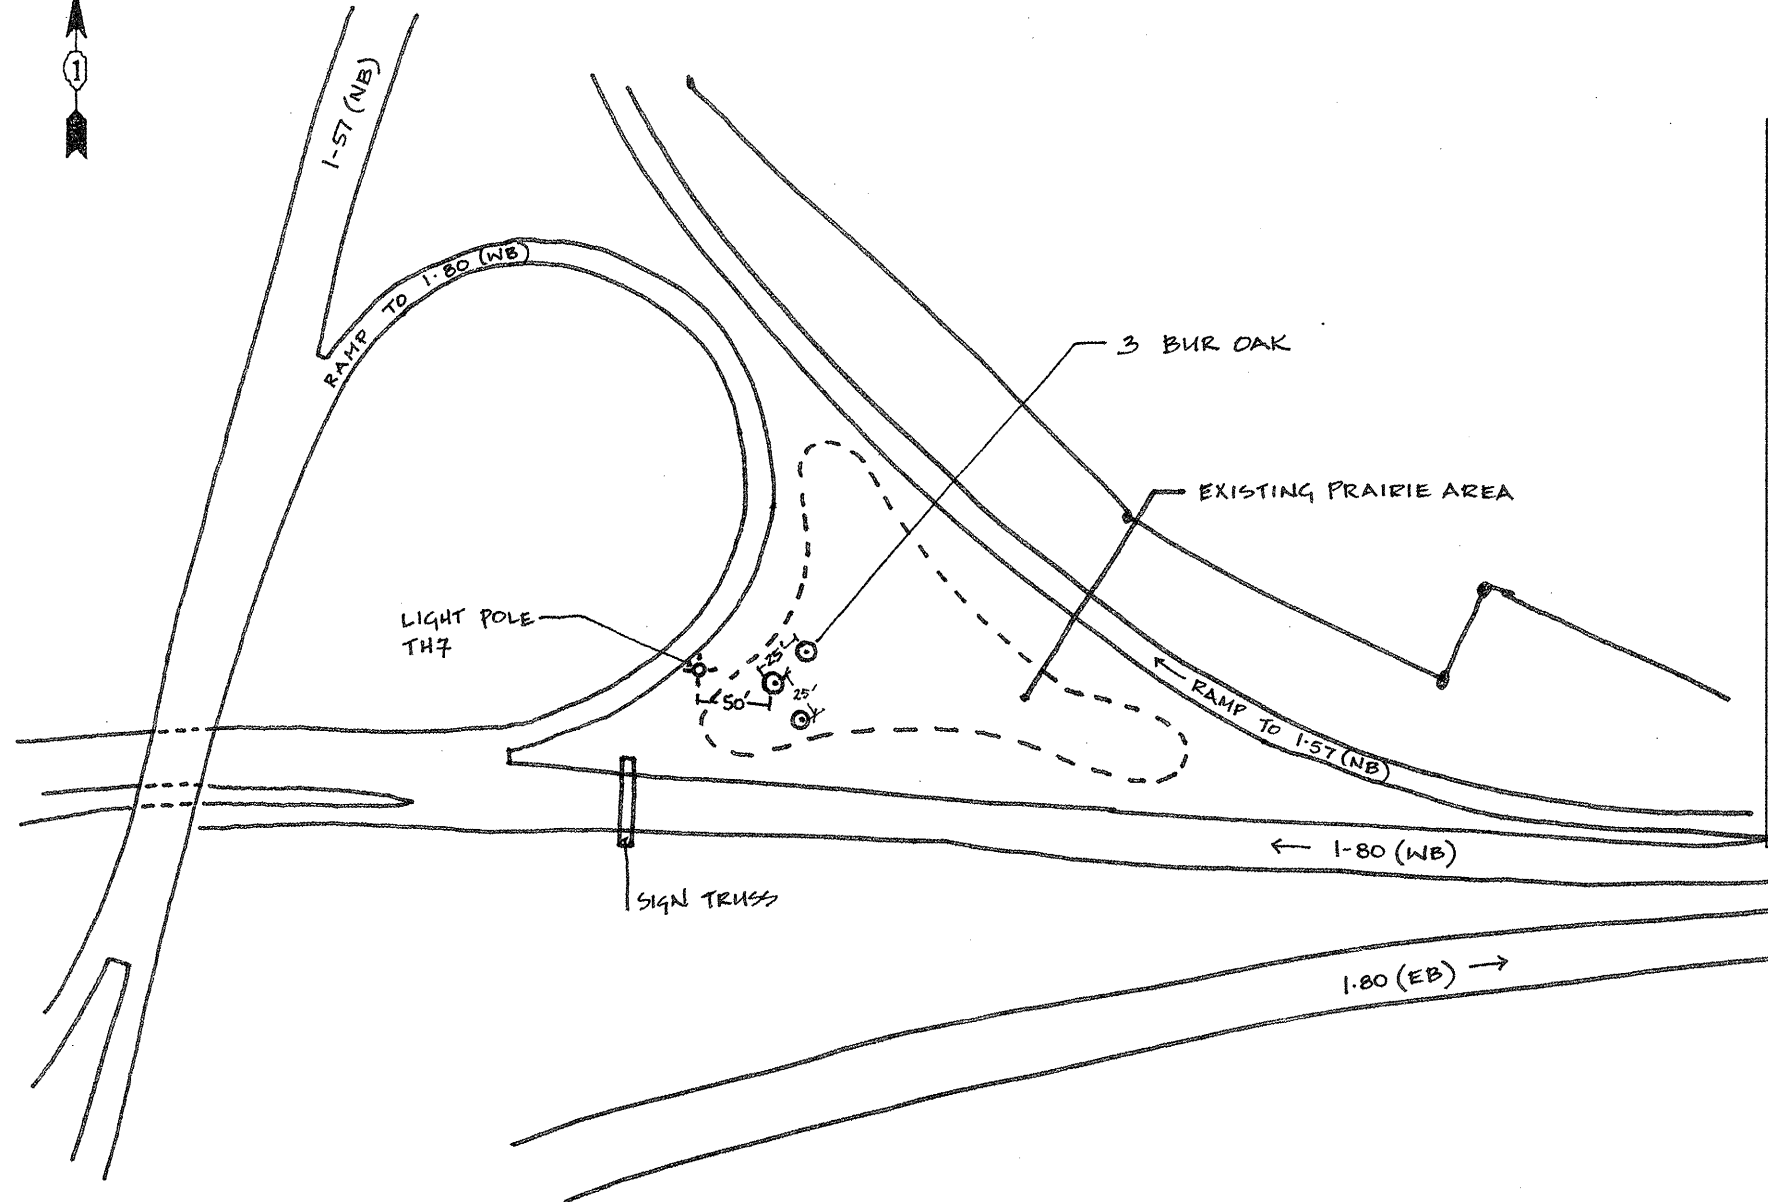 1
I-57 (NB)
RAMP TO I-80 (WB)
3 BUR OAK
EXISTING PRAIRIE AREA
LIGHT POLE
TH7
25'
50'
25'
RAMP TO I-57 (NB)
I-80 (WB)
SIGN TRUSS
I-80 (EB)